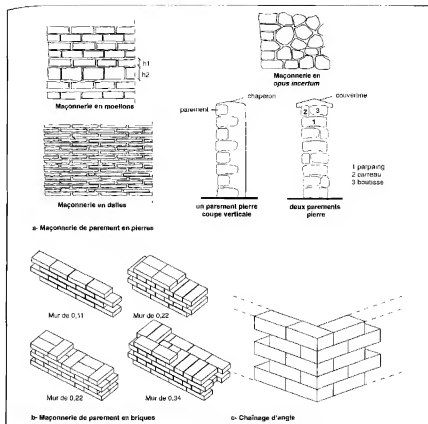 h1
h2
Maçonnerie en moellons
Maçonnerie en
opus incertum
chaperon
couvertine
parement
2 3
1
1 parpaing
2 carreau
3 boutisse
Maçonnerie en dalles
un parement pierre
coupe verticale
deux parements
pierre
a- Maçonnerie de parement en pierres
Mur de 0,11
Mur de 0,22
Mur de 0,22
Mur de 0,34
b- Maçonnerie de parement en briques
c- Chaînage d'angle